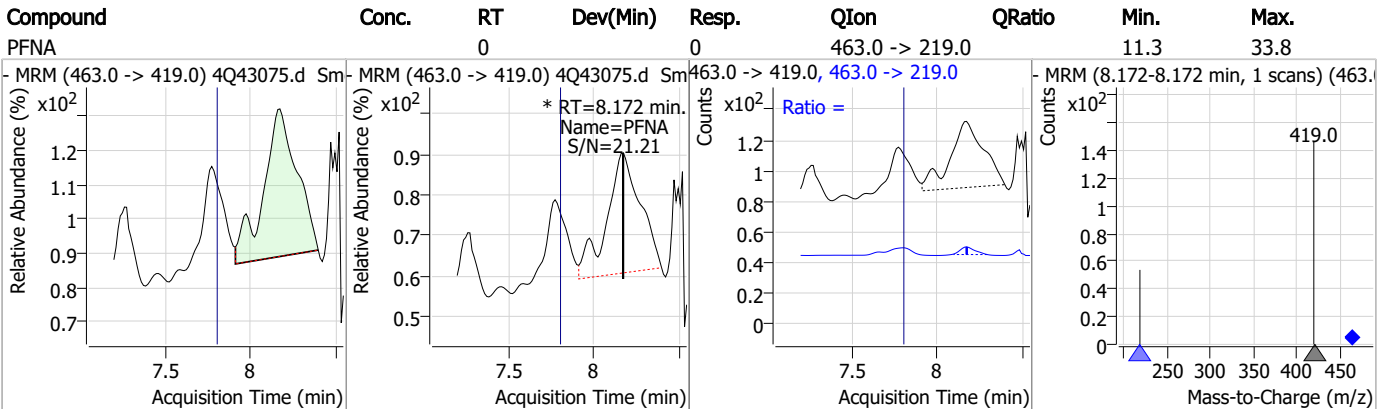 Compound Conc. RT Dev(Min) Resp. QIon QRatio Min. Max.
PFNA 0 0 463.0 -> 219.0 11.3 33.8
- MRM (463.0 -> 419.0) 4Q43075.d Sm
x10²
1.2
1.1
1
0.9
0.8
0.7
7.5 8
Relative Abundance (%)
Acquisition Time (min)
- MRM (463.0 -> 419.0) 4Q43075.d Sm
x10²
* RT=8.172 min.
Name=PFNA
S/N=21.21
0.9
0.8
0.7
0.6
0.5
7.5 8
Relative Abundance (%)
Acquisition Time (min)
463.0 -> 419.0, 463.0 -> 219.0
x10²
Ratio =
1.2
1
0.8
0.6
0.4
0.2
0
7.5 8
Counts
Acquisition Time (min)
- MRM (8.172-8.172 min, 1 scans) (463.
x10²
419.0
1.4
1.2
1
0.8
0.6
0.4
0.2
0
250 300 350 400 450
Counts
Mass-to-Charge (m/z)